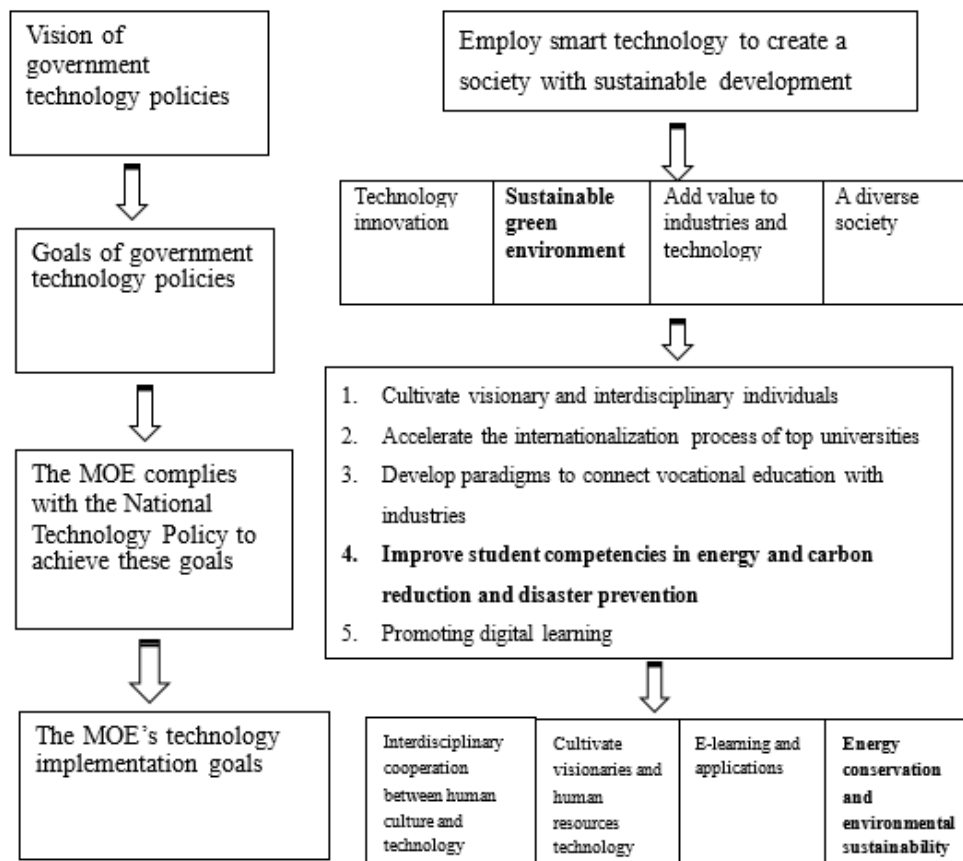 Vision of
government
technology policies
Employ smart technology to create a
society with sustainable development
Goals of government
technology policies
Technology
innovation
Sustainable
green
environment
Add value to
industries and
technology
A diverse
society
The MOE complies
with the National
Technology Policy to
achieve these goals
1. Cultivate visionary and interdisciplinary individuals
2. Accelerate the internationalization process of top universities
3. Develop paradigms to connect vocational education with
industries
4. Improve student competencies in energy and carbon
reduction and disaster prevention
5. Promoting digital learning
The MOE's technology
implementation goals
Interdisciplinary
cooperation
between human
culture and
technology
Cultivate
visionaries and
human
resources
technology
E-learning and
applications
Energy
conservation
and
environmental
sustainability